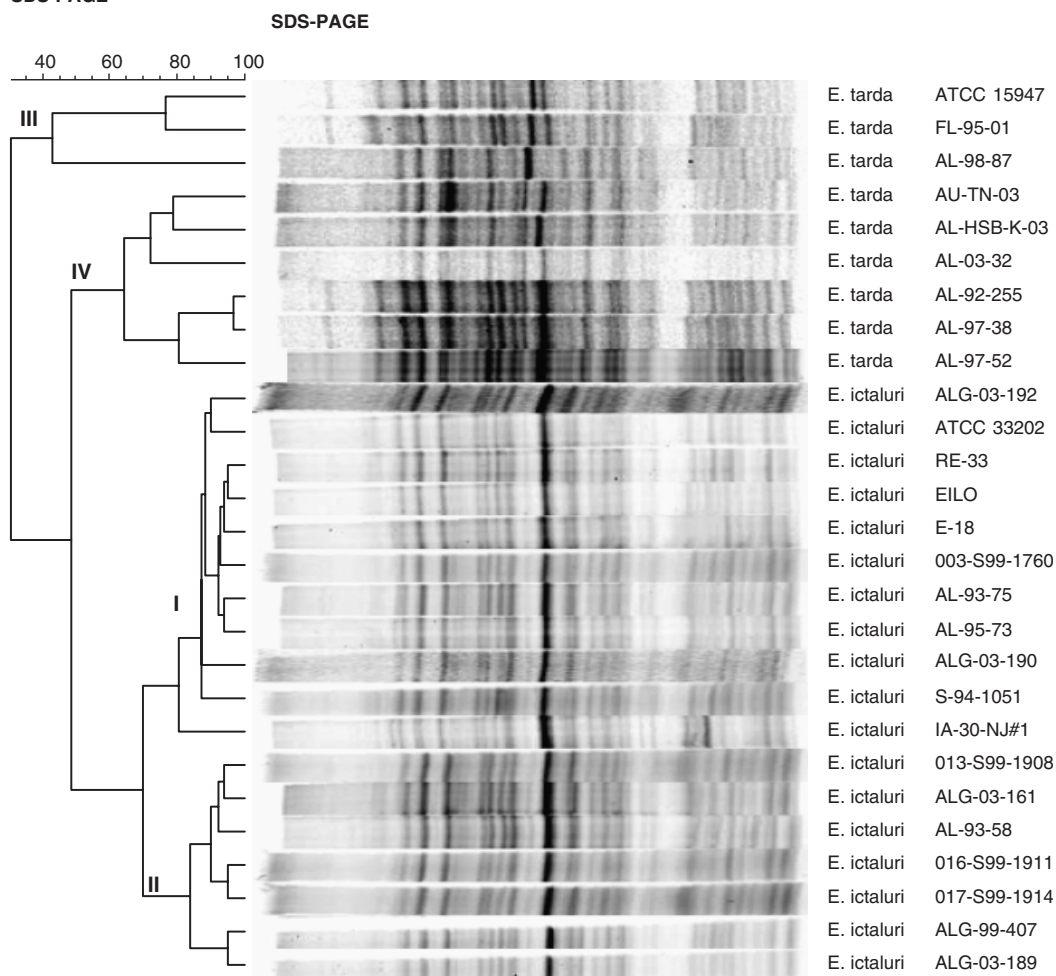 SDS-PAGE
SDS-PAGE
40 60 80 100
III
IV
I
II
E. tarda ATCC 15947
E. tarda FL-95-01
E. tarda AL-98-87
E. tarda AU-TN-03
E. tarda AL-HSB-K-03
E. tarda AL-03-32
E. tarda AL-92-255
E. tarda AL-97-38
E. tarda AL-97-52
E. ictaluri ALG-03-192
E. ictaluri ATCC 33202
E. ictaluri RE-33
E. ictaluri EILO
E. ictaluri E-18
E. ictaluri 003-S99-1760
E. ictaluri AL-93-75
E. ictaluri AL-95-73
E. ictaluri ALG-03-190
E. ictaluri S-94-1051
E. ictaluri IA-30-NJ#1
E. ictaluri 013-S99-1908
E. ictaluri ALG-03-161
E. ictaluri AL-93-58
E. ictaluri 016-S99-1911
E. ictaluri 017-S99-1914
E. ictaluri ALG-99-407
E. ictaluri ALG-03-189